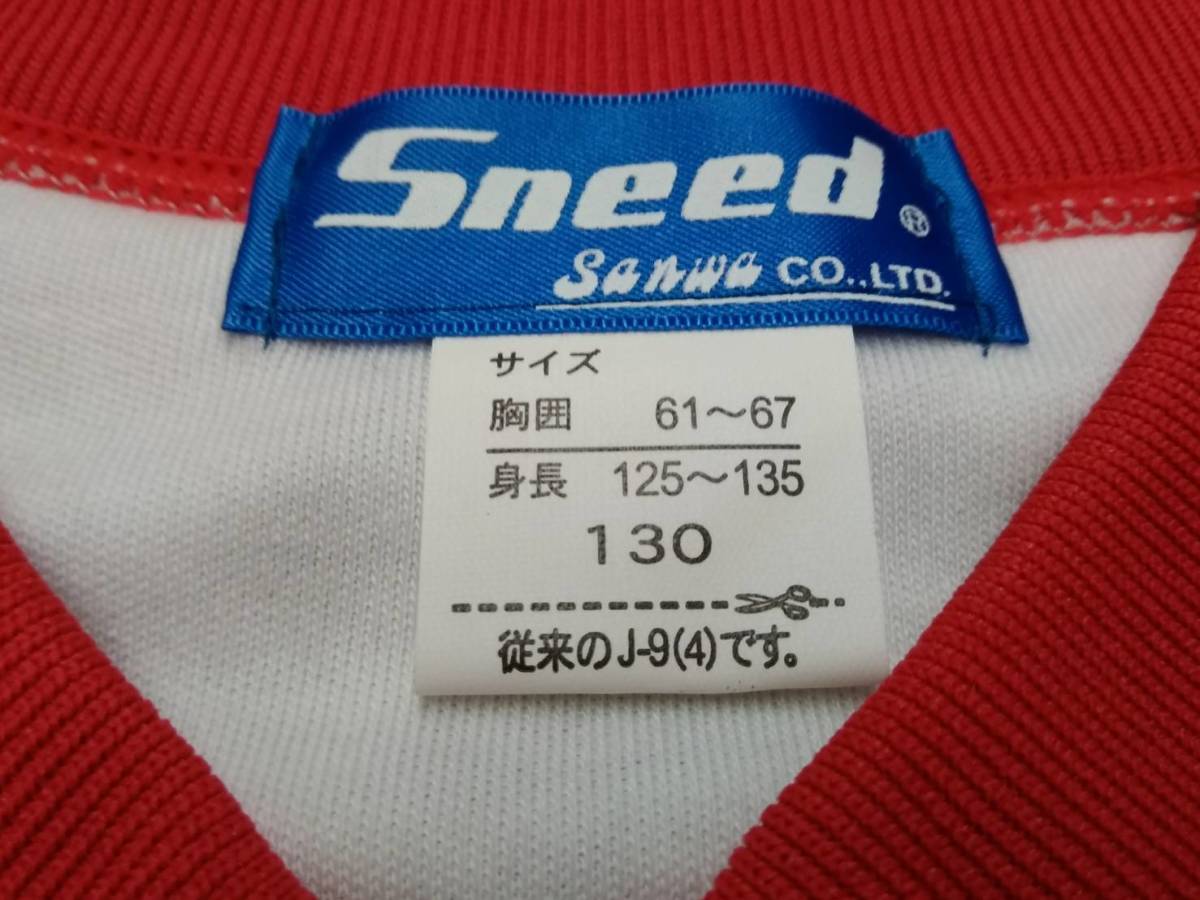 Sneed®
Sanwa CO.,LTD.
サイズ
胸囲 61〜67
身長 125〜135
130
従来のJ-9(4)です。